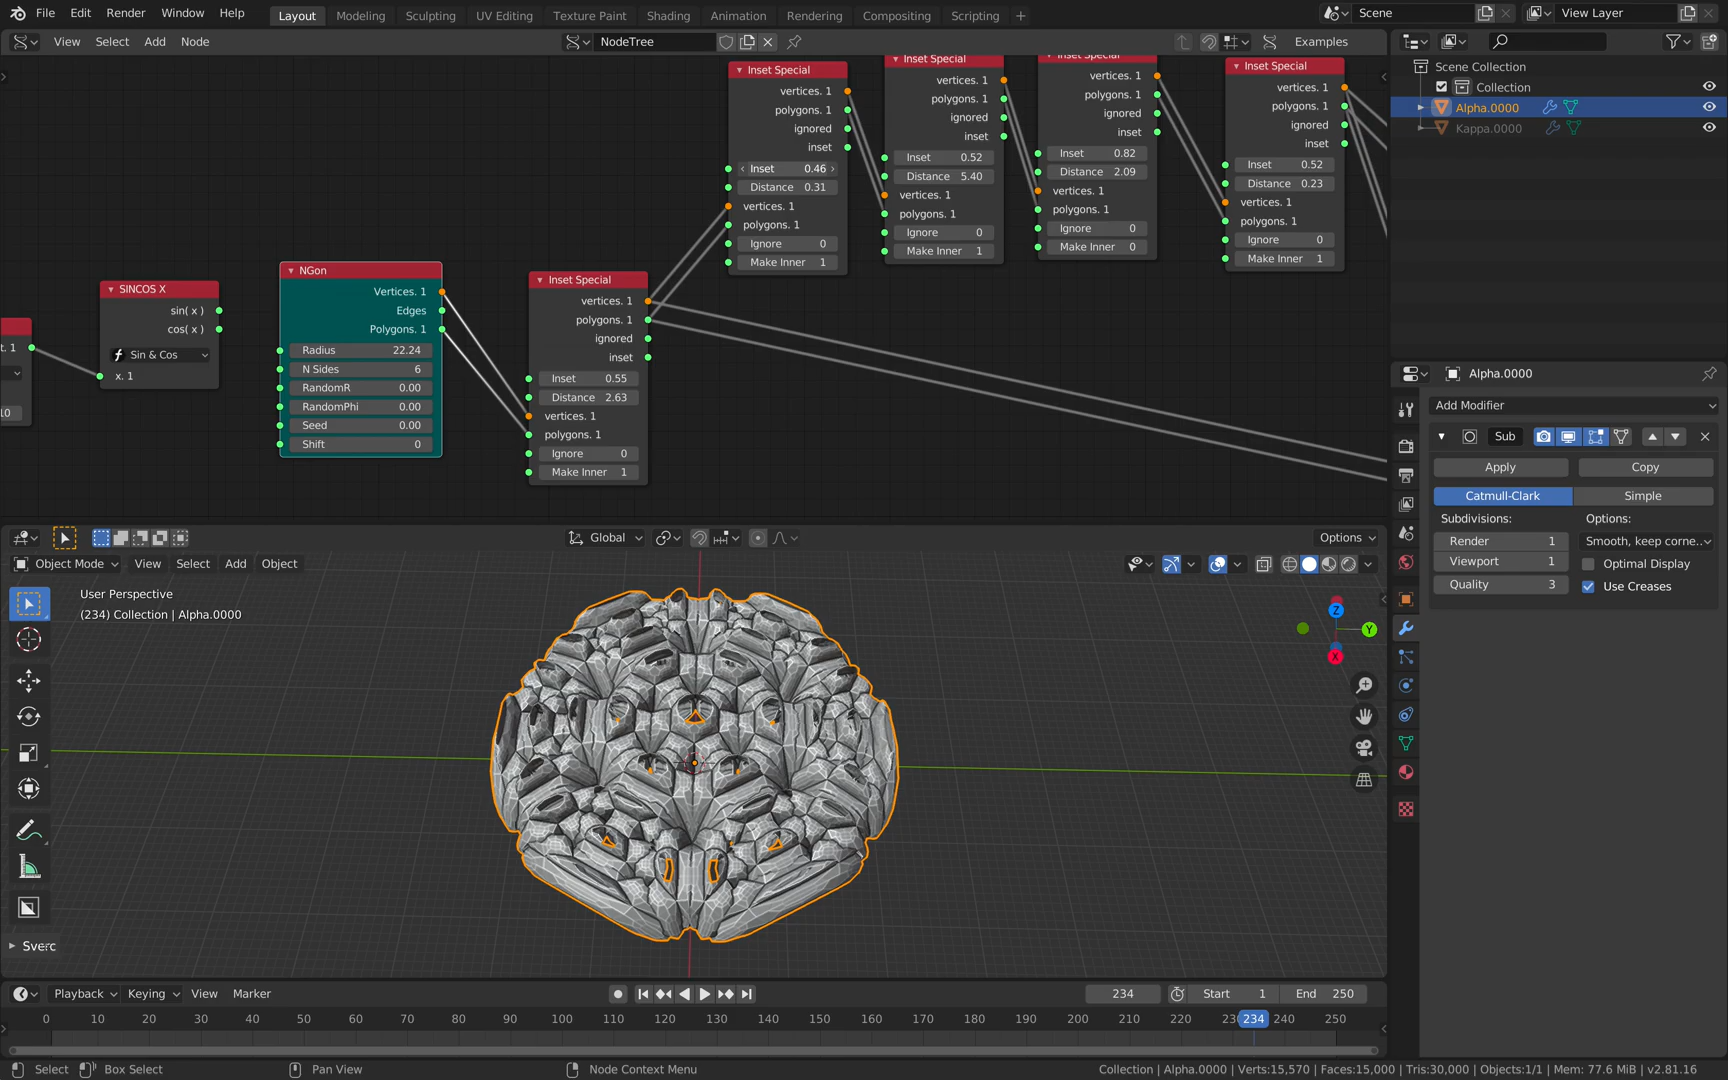 File Edit Render Window Help Layout Modeling Sculpting UV Editing Texture Paint Shading Animation Rendering Compositing Scripting + Scene View Layer
View Select Add Node NodeTree Examples
Scene Collection
Collection
Alpha.0000
Kappa.0000
Inset Special
vertices. 1
polygons. 1
ignored
inset
Inset 0.46
Distance 0.31
vertices. 1
polygons. 1
Ignore 0
Make Inner 1
Inset Special
vertices. 1
polygons. 1
ignored
inset
Inset 0.52
Distance 5.40
vertices. 1
polygons. 1
Ignore 0
Make Inner 1
Inset Special
vertices. 1
polygons. 1
ignored
inset
Inset 0.82
Distance 2.09
vertices. 1
polygons. 1
Ignore 0
Make Inner 0
Inset Special
vertices. 1
polygons. 1
ignored
inset
Inset 0.52
Distance 0.23
vertices. 1
polygons. 1
Ignore 0
Make Inner 1
t. 1
10
SINCOS X
sin( x )
cos( x )
Sin & Cos
x. 1
NGon
Vertices. 1
Edges
Polygons. 1
Radius 22.24
N Sides 6
RandomR 0.00
RandomPhi 0.00
Seed 0.00
Shift 0
Inset Special
vertices. 1
polygons. 1
ignored
inset
Inset 0.55
Distance 2.63
vertices. 1
polygons. 1
Ignore 0
Make Inner 1
Alpha.0000
Add Modifier
Sub
Apply Copy
Catmull-Clark Simple
Subdivisions: Options:
Render 1 Smooth, keep corne..
Viewport 1 Optimal Display
Quality 3 Use Creases
Global Options
Object Mode View Select Add Object
User Perspective
(234) Collection | Alpha.0000
Z
Y
X
Sverc
Playback Keying View Marker 234 Start 1 End 250
0 10 20 30 40 50 60 70 80 90 100 110 120 130 140 150 160 170 180 190 200 210 220 23 234 240 250
Select Box Select Pan View Node Context Menu Collection | Alpha.0000 | Verts:15,570 | Faces:15,000 | Tris:30,000 | Objects:1/1 | Mem: 77.6 MiB | v2.81.16